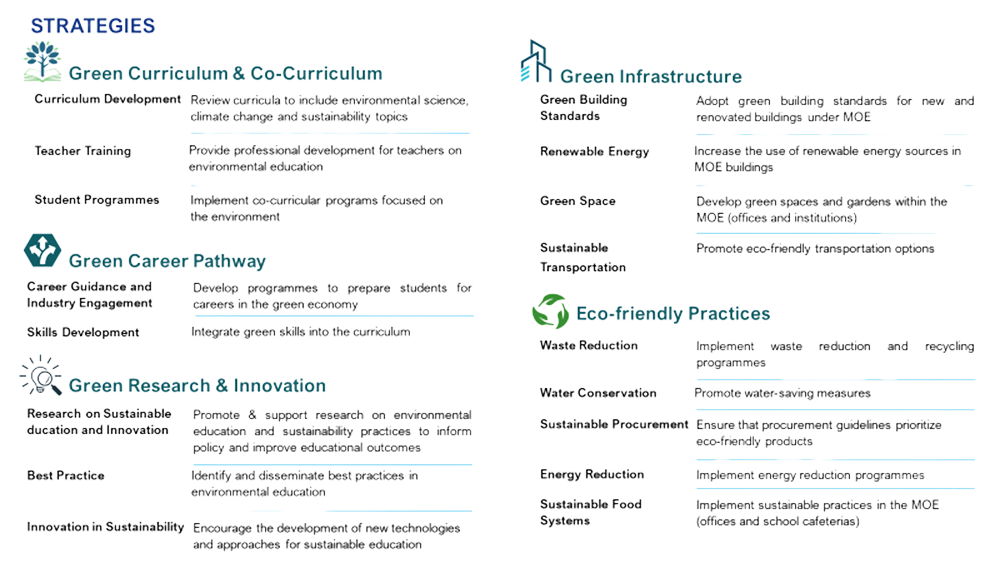 STRATEGIES
Green Curriculum & Co-Curriculum
Curriculum Development
Review curricula to include environmental science,
climate change and sustainability topics
Teacher Training
Provide professional development for teachers on
environmental education
Student Programmes
Implement co-curricular programs focused on
the environment
Green Career Pathway
Career Guidance and
Industry Engagement
Develop programmes to prepare students for
careers in the green economy
Skills Development
Integrate green skills into the curriculum
Green Research & Innovation
Research on Sustainable
ducation and Innovation
Promote & support research on environmental
education and sustainability practices to inform
policy and improve educational outcomes
Best Practice
Identify and disseminate best practices in
environmental education
Innovation in Sustainability
Encourage the development of new technologies
and approaches for sustainable education
Green Infrastructure
Green Building
Standards
Adopt green building standards for new and
renovated buildings under MOE
Renewable Energy
Increase the use of renewable energy sources in
MOE buildings
Green Space
Develop green spaces and gardens within the
MOE (offices and institutions)
Sustainable
Transportation
Promote eco-friendly transportation options
Eco-friendly Practices
Waste Reduction
Implement waste reduction and recycling
programmes
Water Conservation
Promote water-saving measures
Sustainable Procurement
Ensure that procurement guidelines prioritize
eco-friendly products
Energy Reduction
Implement energy reduction programmes
Sustainable Food
Systems
Implement sustainable practices in the MOE
(offices and school cafeterias)